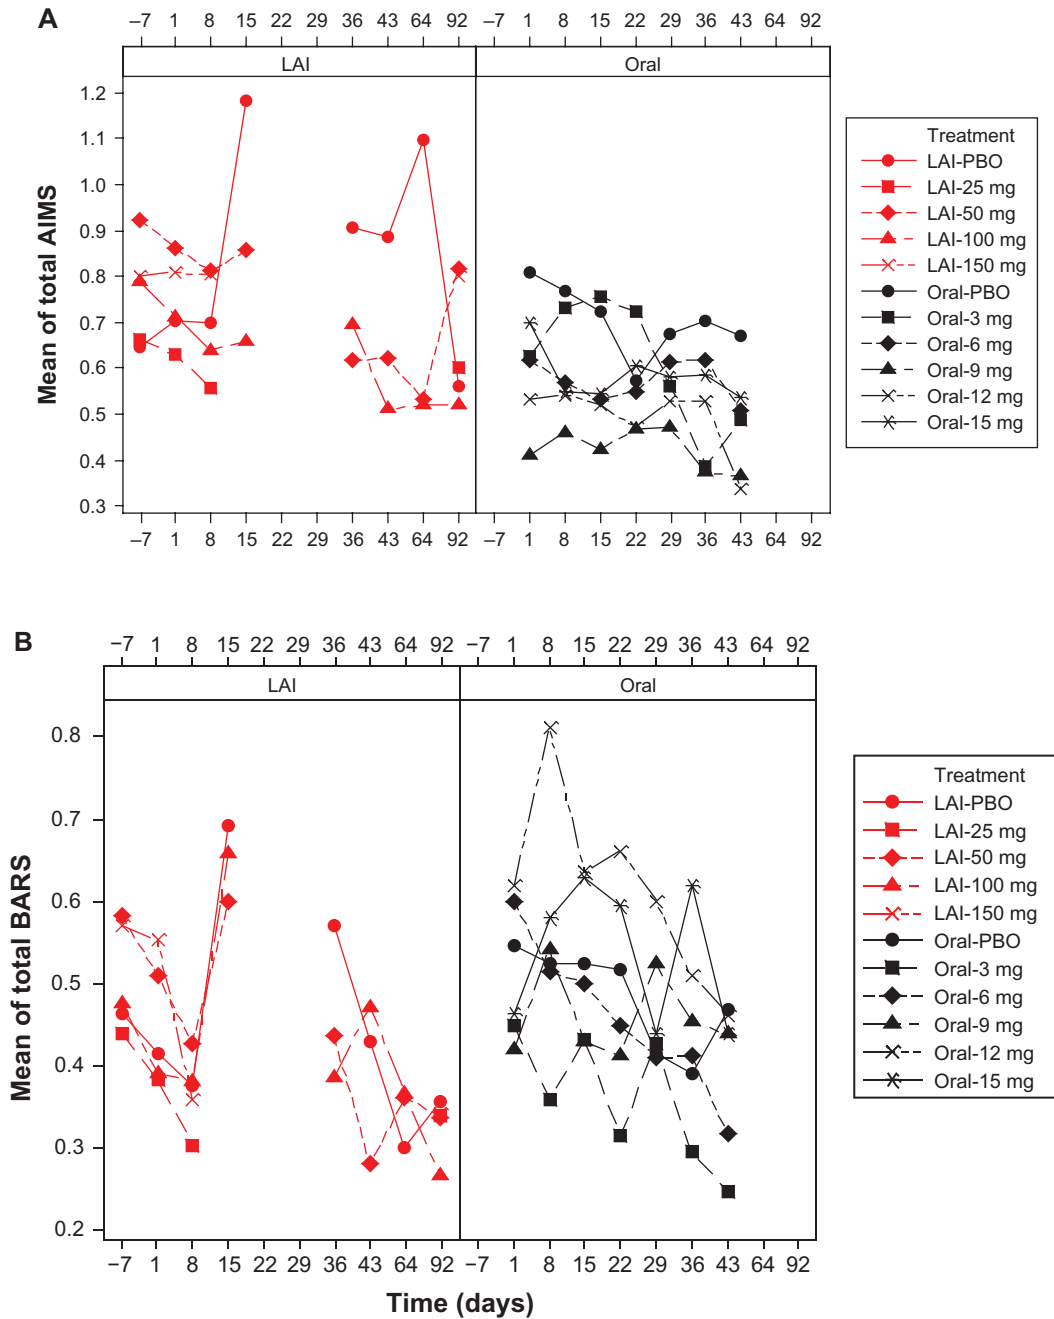 A
−7 1 8 15 22 29 36 43 64 92 −7 1 8 15 22 29 36 43 64 92
LAI Oral
1.2
1.1
1.0
0.9
0.8
0.7
0.6
0.5
0.4
0.3
Mean of total AIMS
−7 1 8 15 22 29 36 43 64 92 −7 1 8 15 22 29 36 43 64 92
Treatment
LAI-PBO
LAI-25 mg
LAI-50 mg
LAI-100 mg
LAI-150 mg
Oral-PBO
Oral-3 mg
Oral-6 mg
Oral-9 mg
Oral-12 mg
Oral-15 mg
B
−7 1 8 15 22 29 36 43 64 92 −7 1 8 15 22 29 36 43 64 92
LAI Oral
0.8
0.7
0.6
0.5
0.4
0.3
0.2
Mean of total BARS
−7 1 8 15 22 29 36 43 64 92 −7 1 8 15 22 29 36 43 64 92
Time (days)
Treatment
LAI-PBO
LAI-25 mg
LAI-50 mg
LAI-100 mg
LAI-150 mg
Oral-PBO
Oral-3 mg
Oral-6 mg
Oral-9 mg
Oral-12 mg
Oral-15 mg